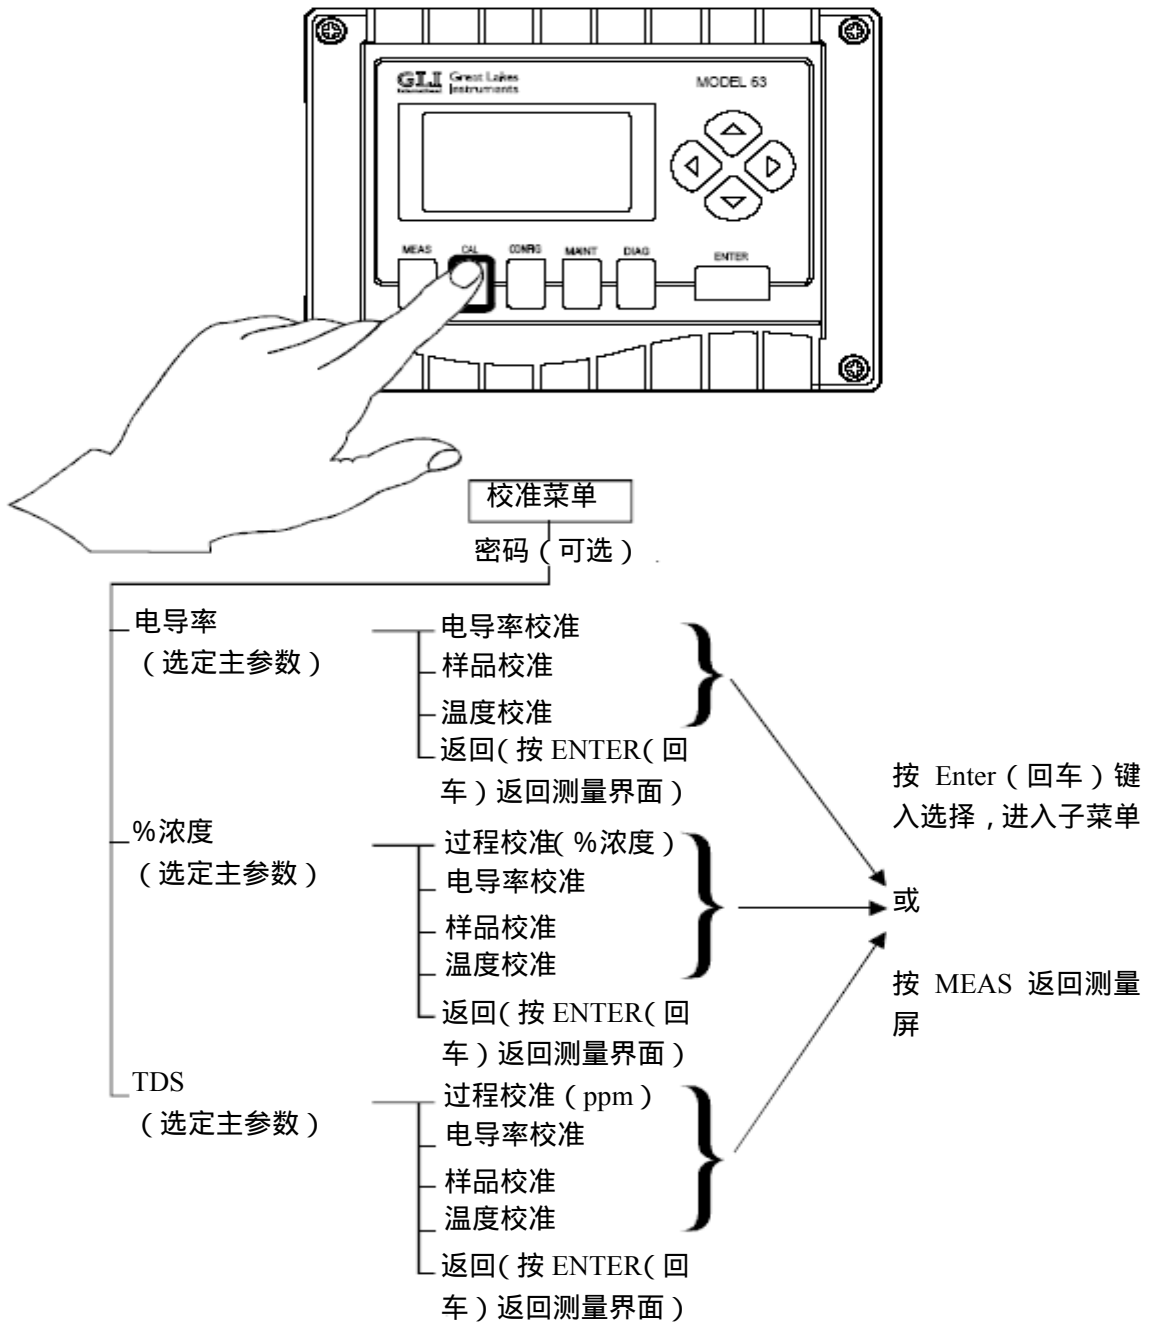 GLI Great Lakes
International Instruments
MODEL 53
MEAS CAL CONFIG MAINT DIAG ENTER
校准菜单
密码（可选）
电导率
（选定主参数）
电导率校准
样品校准
温度校准
返回（按 ENTER（回
车）返回测量界面）
%浓度
（选定主参数）
过程校准（%浓度）
电导率校准
样品校准
温度校准
返回（按 ENTER（回
车）返回测量界面）
TDS
（选定主参数）
过程校准（ppm）
电导率校准
样品校准
温度校准
返回（按 ENTER（回
车）返回测量界面）
按 Enter（回车）键
入选择，进入子菜单
或
按 MEAS 返回测量
屏